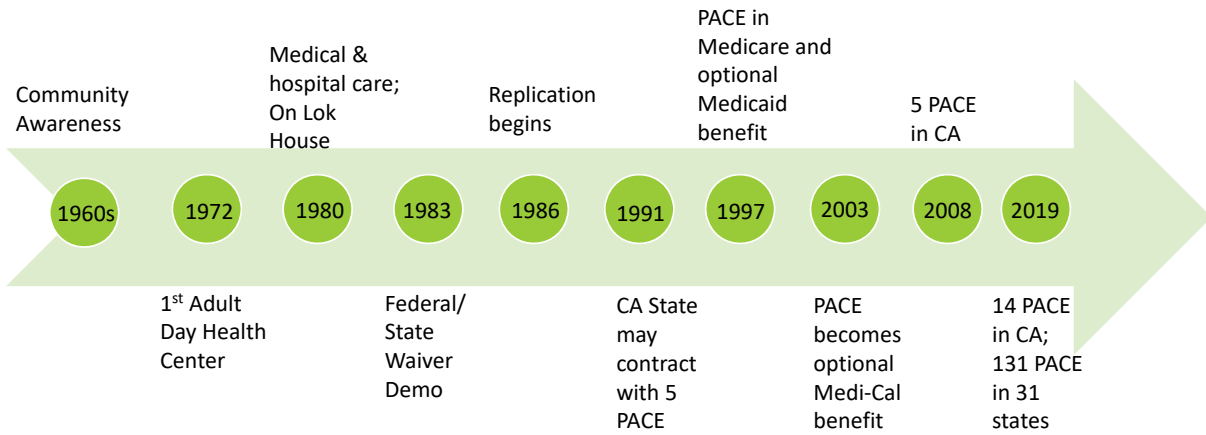 Community
Awareness
1960s
1972
1st Adult
Day Health
Center
Medical &
hospital care;
On Lok
House
1980
1983
Federal/
State
Waiver
Demo
Replication
begins
1986
1991
CA State
may
contract
with 5
PACE
PACE in
Medicare and
optional
Medicaid
benefit
1997
2003
PACE
becomes
optional
Medi-Cal
benefit
5 PACE
in CA
2008
2019
14 PACE
in CA;
131 PACE
in 31
states